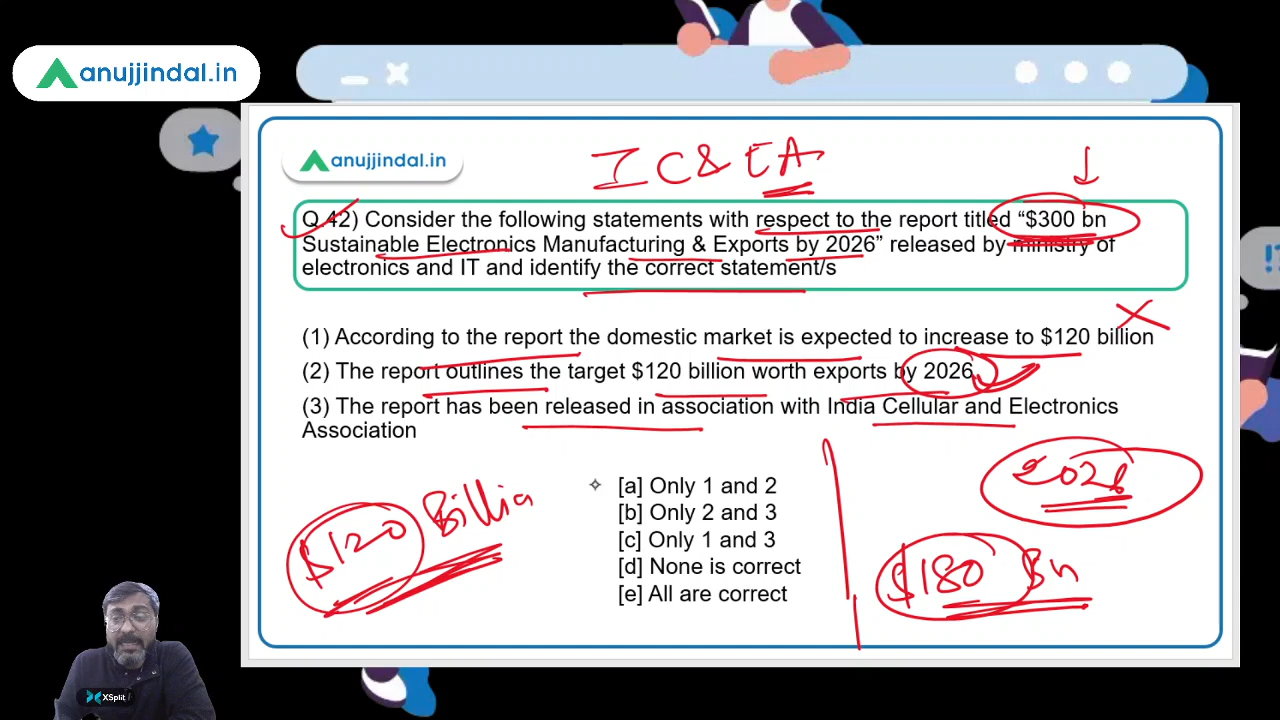 anujjindal.in
anujjindal.in
IC& EA
Q.42) Consider the following statements with respect to the report titled “$300 bn
Sustainable Electronics Manufacturing & Exports by 2026” released by ministry of
electronics and IT and identify the correct statement/s
(1) According to the report the domestic market is expected to increase to $120 billion
(2) The report outlines the target $120 billion worth exports by 2026
(3) The report has been released in association with India Cellular and Electronics
Association
2026
[a] Only 1 and 2
[b] Only 2 and 3
[c] Only 1 and 3
[d] None is correct
[e] All are correct
$120 Billion
$180 Bn
XSplit